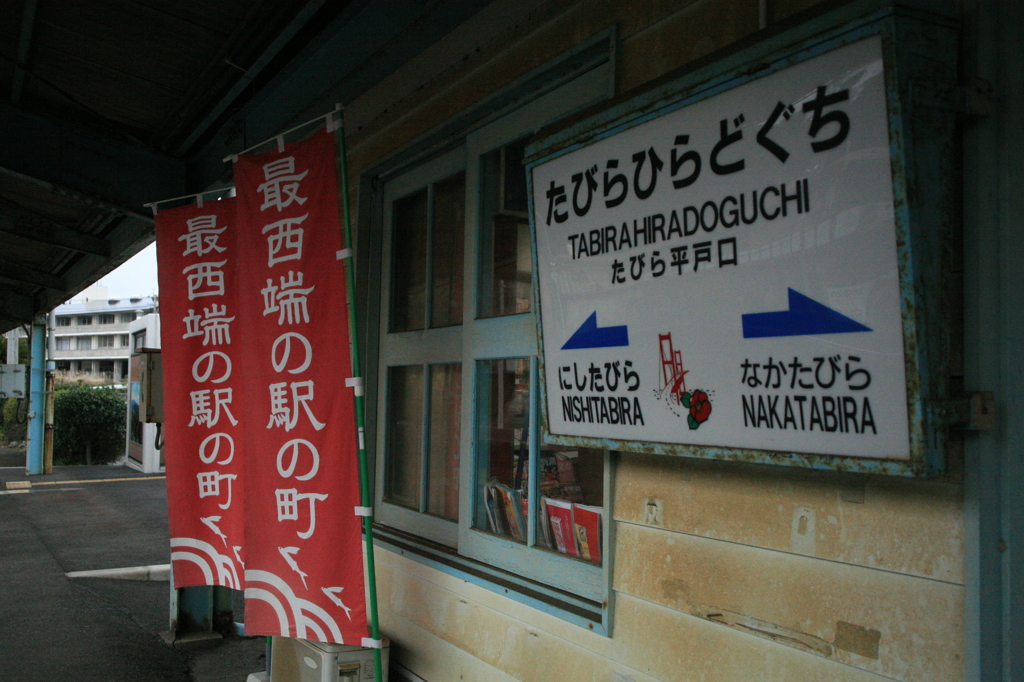 最西端の駅の町
最西端の駅の町
たびらひらどぐち
TABIRAHIRADOGUCHI
たびら平戸口
にしたびら
NISHITABIRA
なかたびら
NAKATABIRA